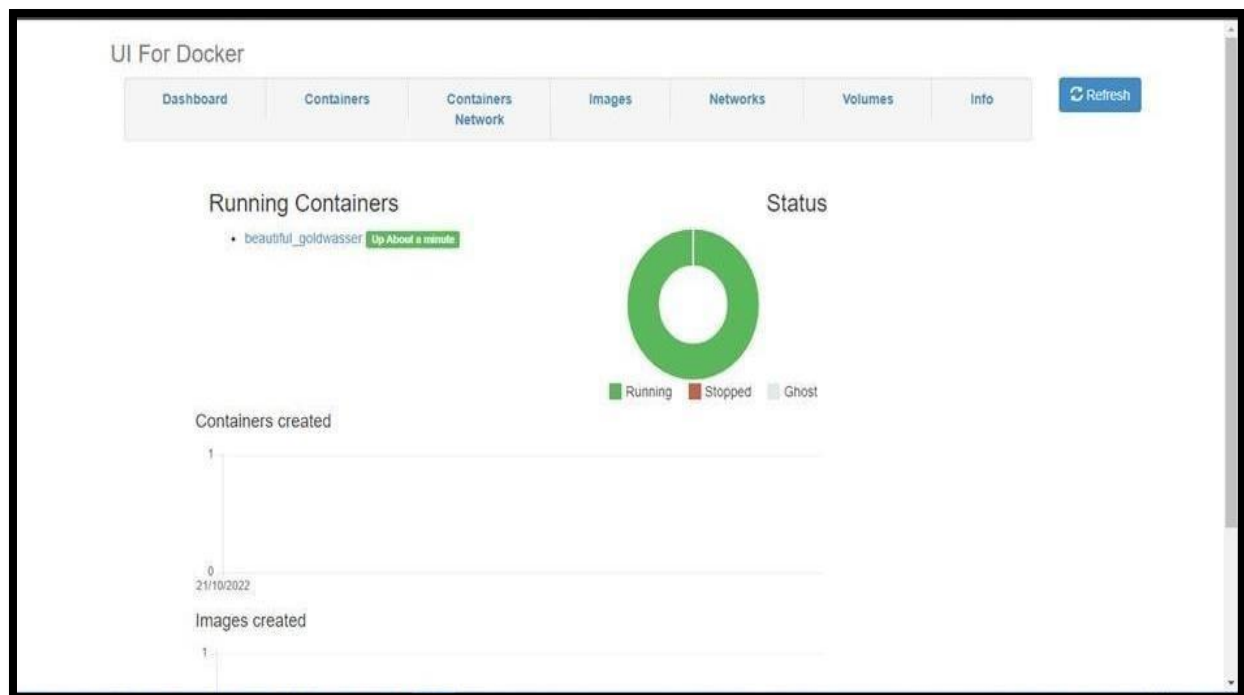 UI For Docker
Dashboard
Containers
Containers
Network
Images
Networks
Volumes
Info
Refresh
Running Containers
beautiful_goldwasser Up About a minute
Status
Running
Stopped
Ghost
Containers created
1
0
21/10/2022
Images created
1